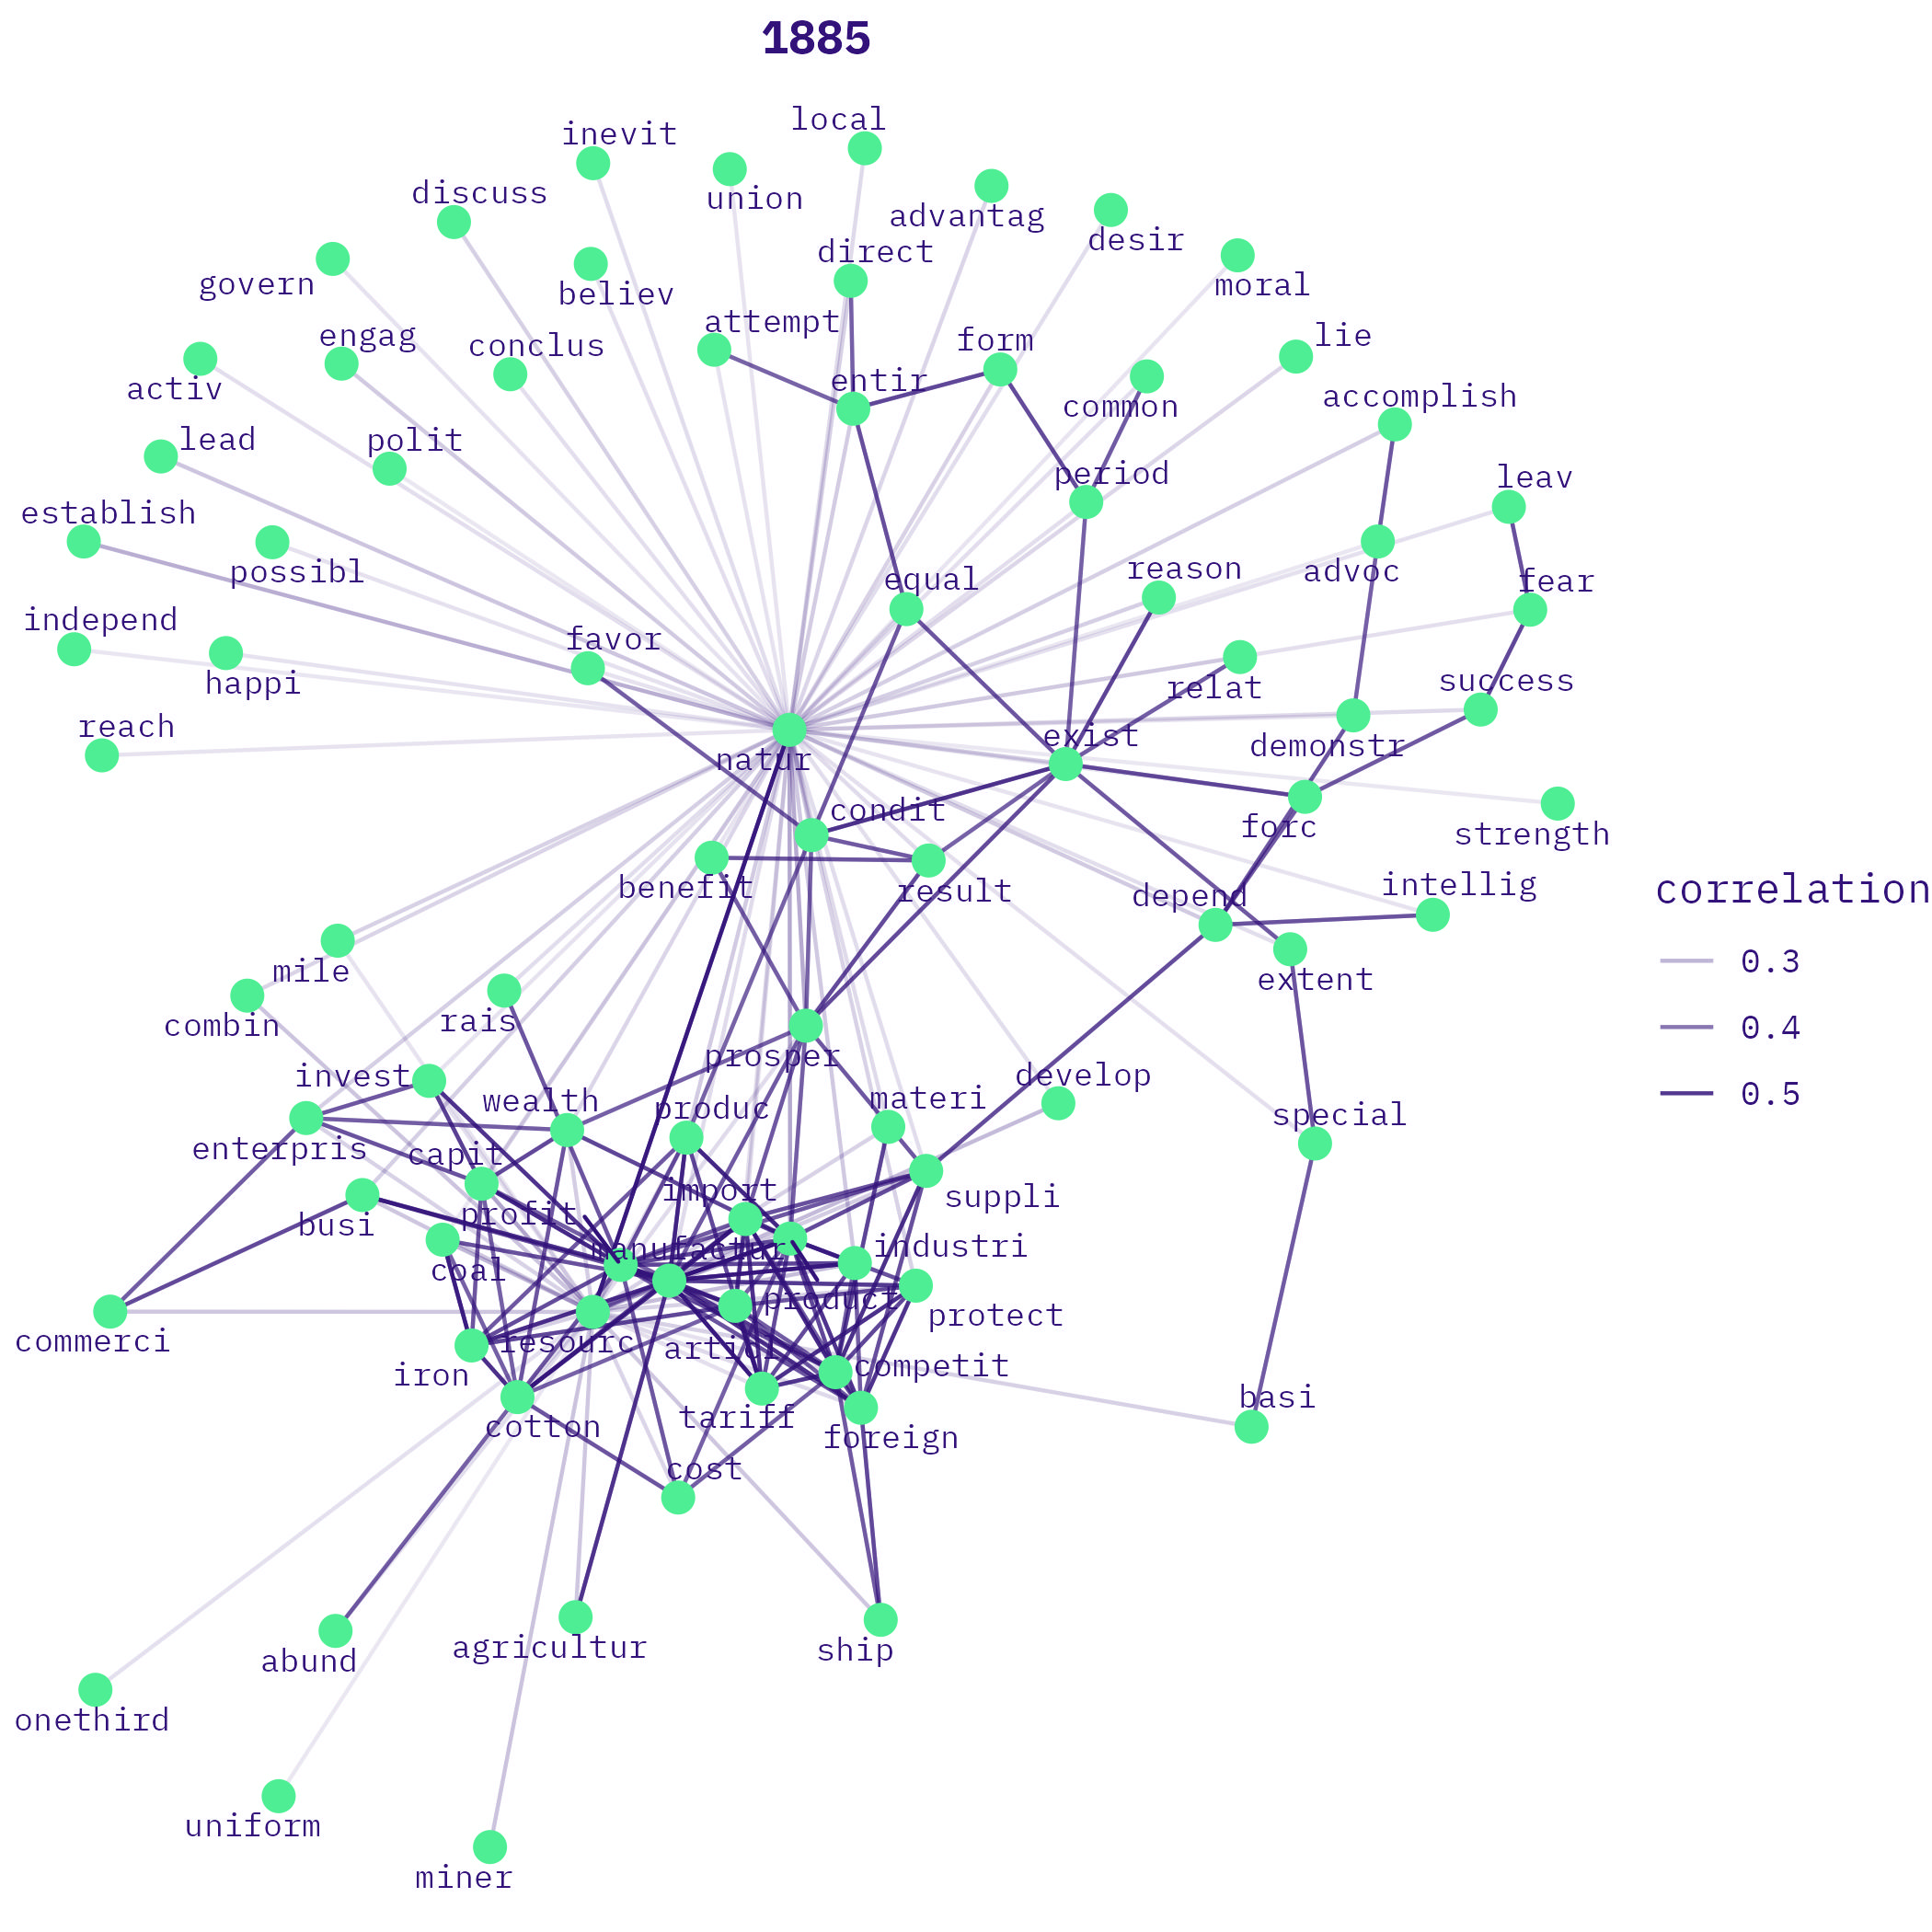 1885
local
inevit
union
discuss
advantag
desir
direct
moral
govern
believ
attempt
engag
conclus
form
lie
activ
entir
common
accomplish
lead
polit
period
leav
establish
possibl
equal
reason
advoc
fear
independ
favor
happi
relat
success
reach
natur
exist
demonstr
condit
forc
strength
benefit
result
depend
intellig
correlation
0.3
0.4
0.5
mile
extent
combin
rais
prosper
invest
wealth
produc
materi
develop
special
enterpris
capit
import
suppli
busi
profit
manufactur
industri
coal
product
protect
commerci
resourc
articl
iron
competit
cotton
tariff
foreign
basi
cost
abund
agricultur
ship
onethird
uniform
miner